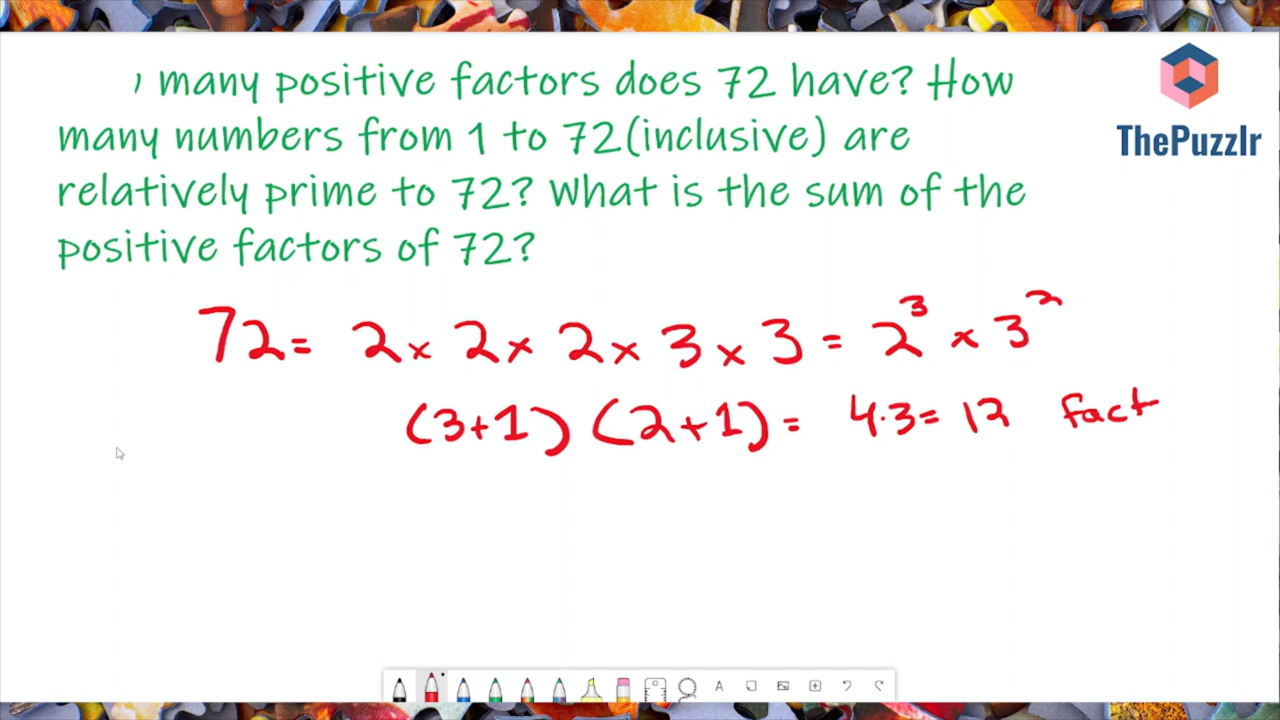 many positive factors does 72 have? How
many numbers from 1 to 72(inclusive) are
relatively prime to 72? What is the sum of the
positive factors of 72?
ThePuzzlr
72= 2 × 2 × 2 × 3 × 3 = 2³ × 3²
(3+1) (2+1) = 4·3= 12 fact
A